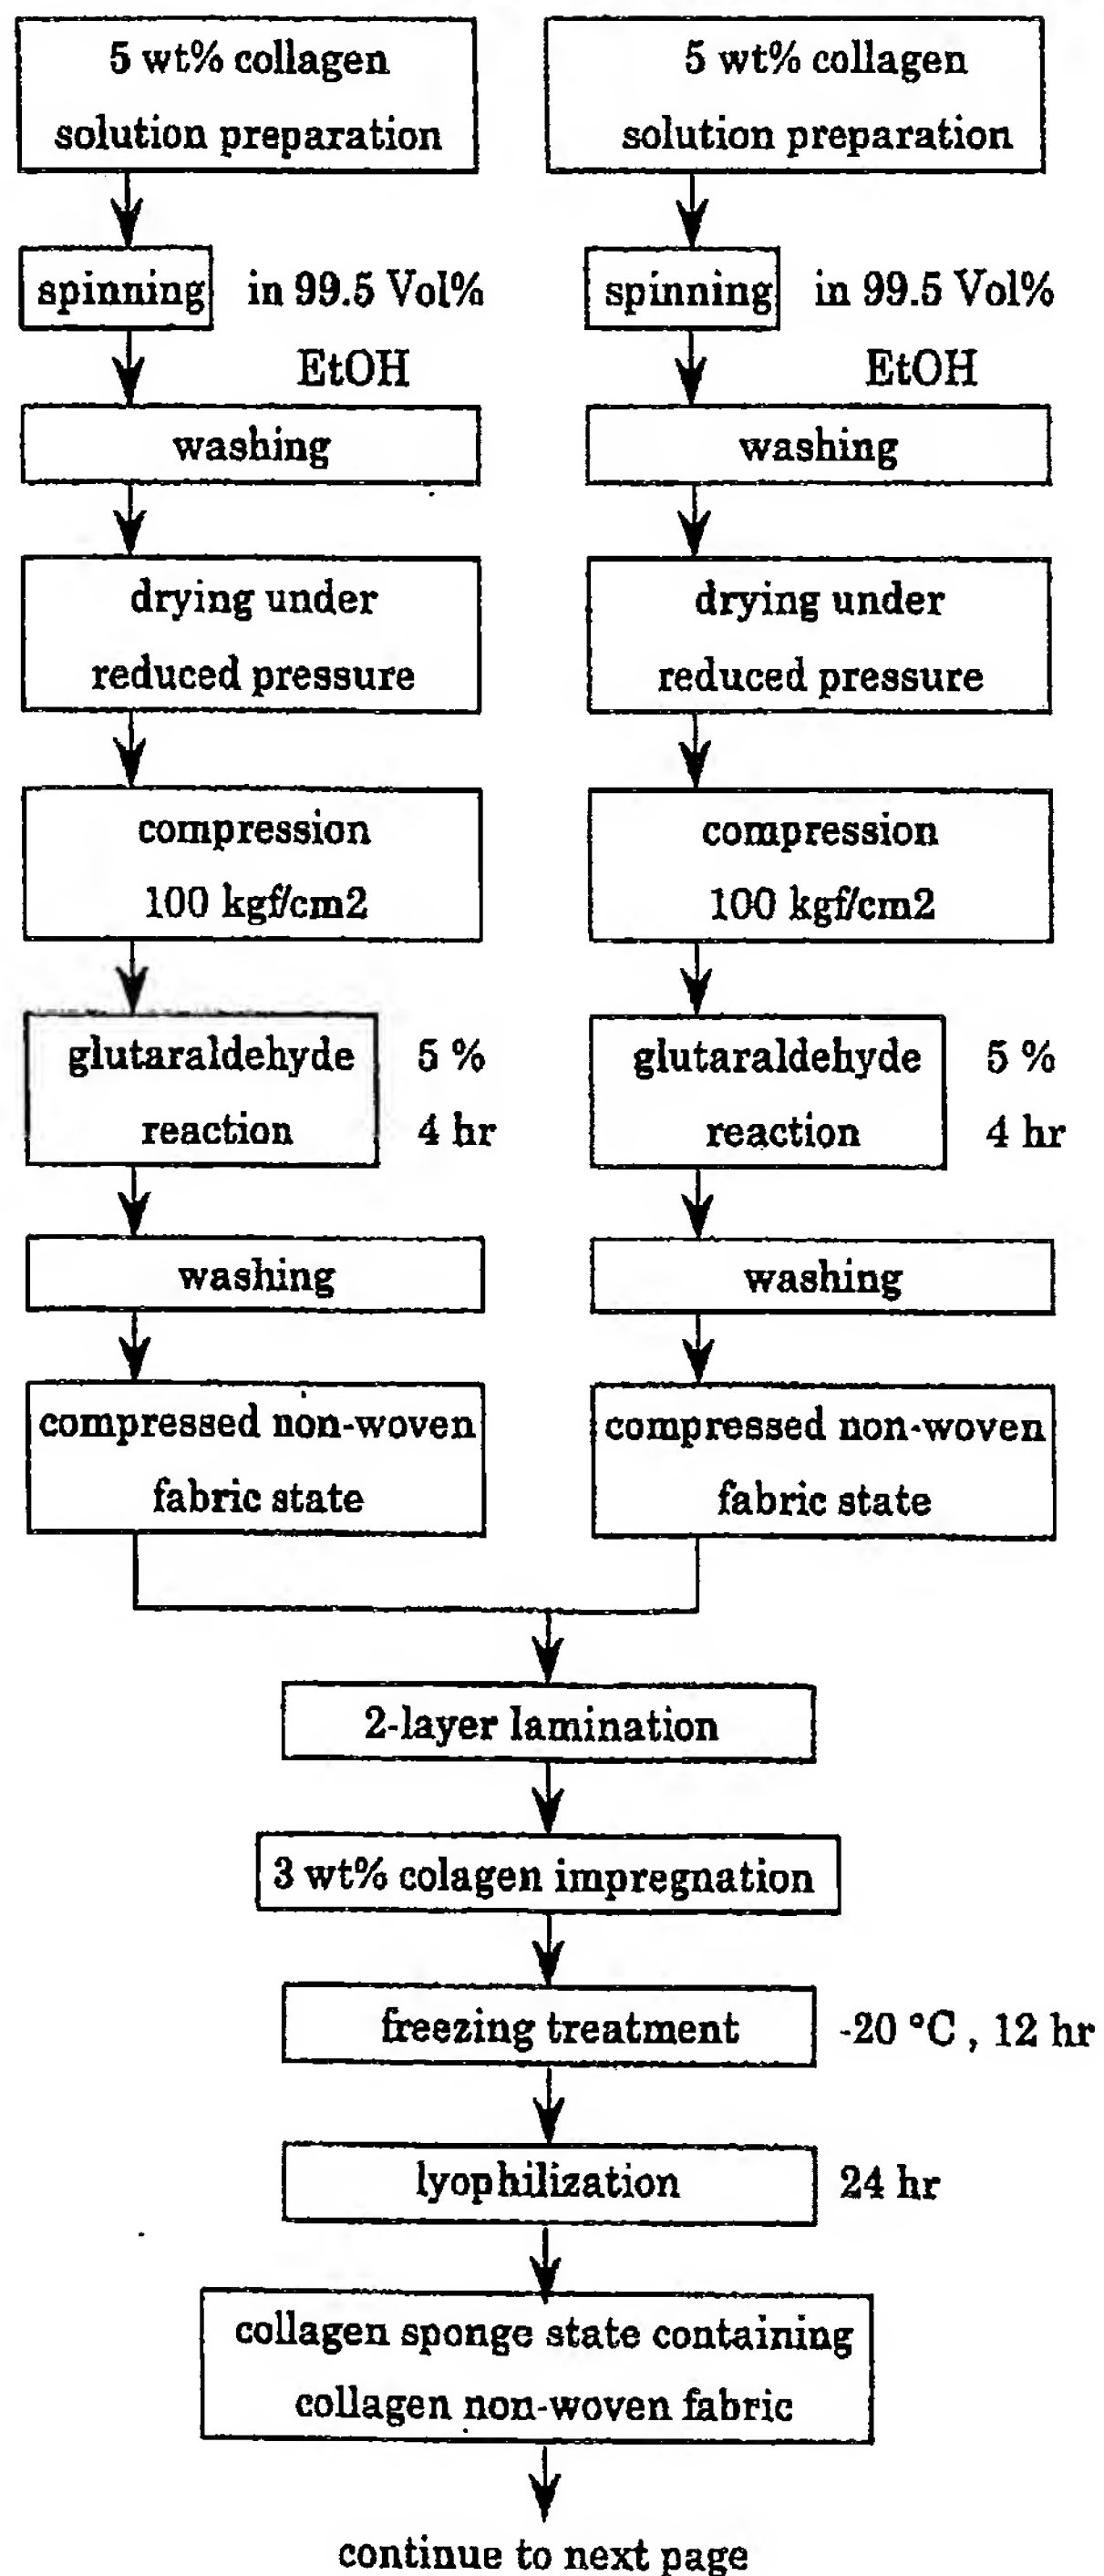 5 wt% collagen
solution preparation
5 wt% collagen
solution preparation
spinning in 99.5 Vol%
EtOH
spinning in 99.5 Vol%
EtOH
washing
washing
drying under
reduced pressure
drying under
reduced pressure
compression
100 kgf/cm2
compression
100 kgf/cm2
glutaraldehyde 5 %
reaction 4 hr
glutaraldehyde 5 %
reaction 4 hr
washing
washing
compressed non-woven
fabric state
compressed non-woven
fabric state
2-layer lamination
3 wt% colagen impregnation
freezing treatment -20 °C , 12 hr
lyophilization 24 hr
collagen sponge state containing
collagen non-woven fabric
continue to next page